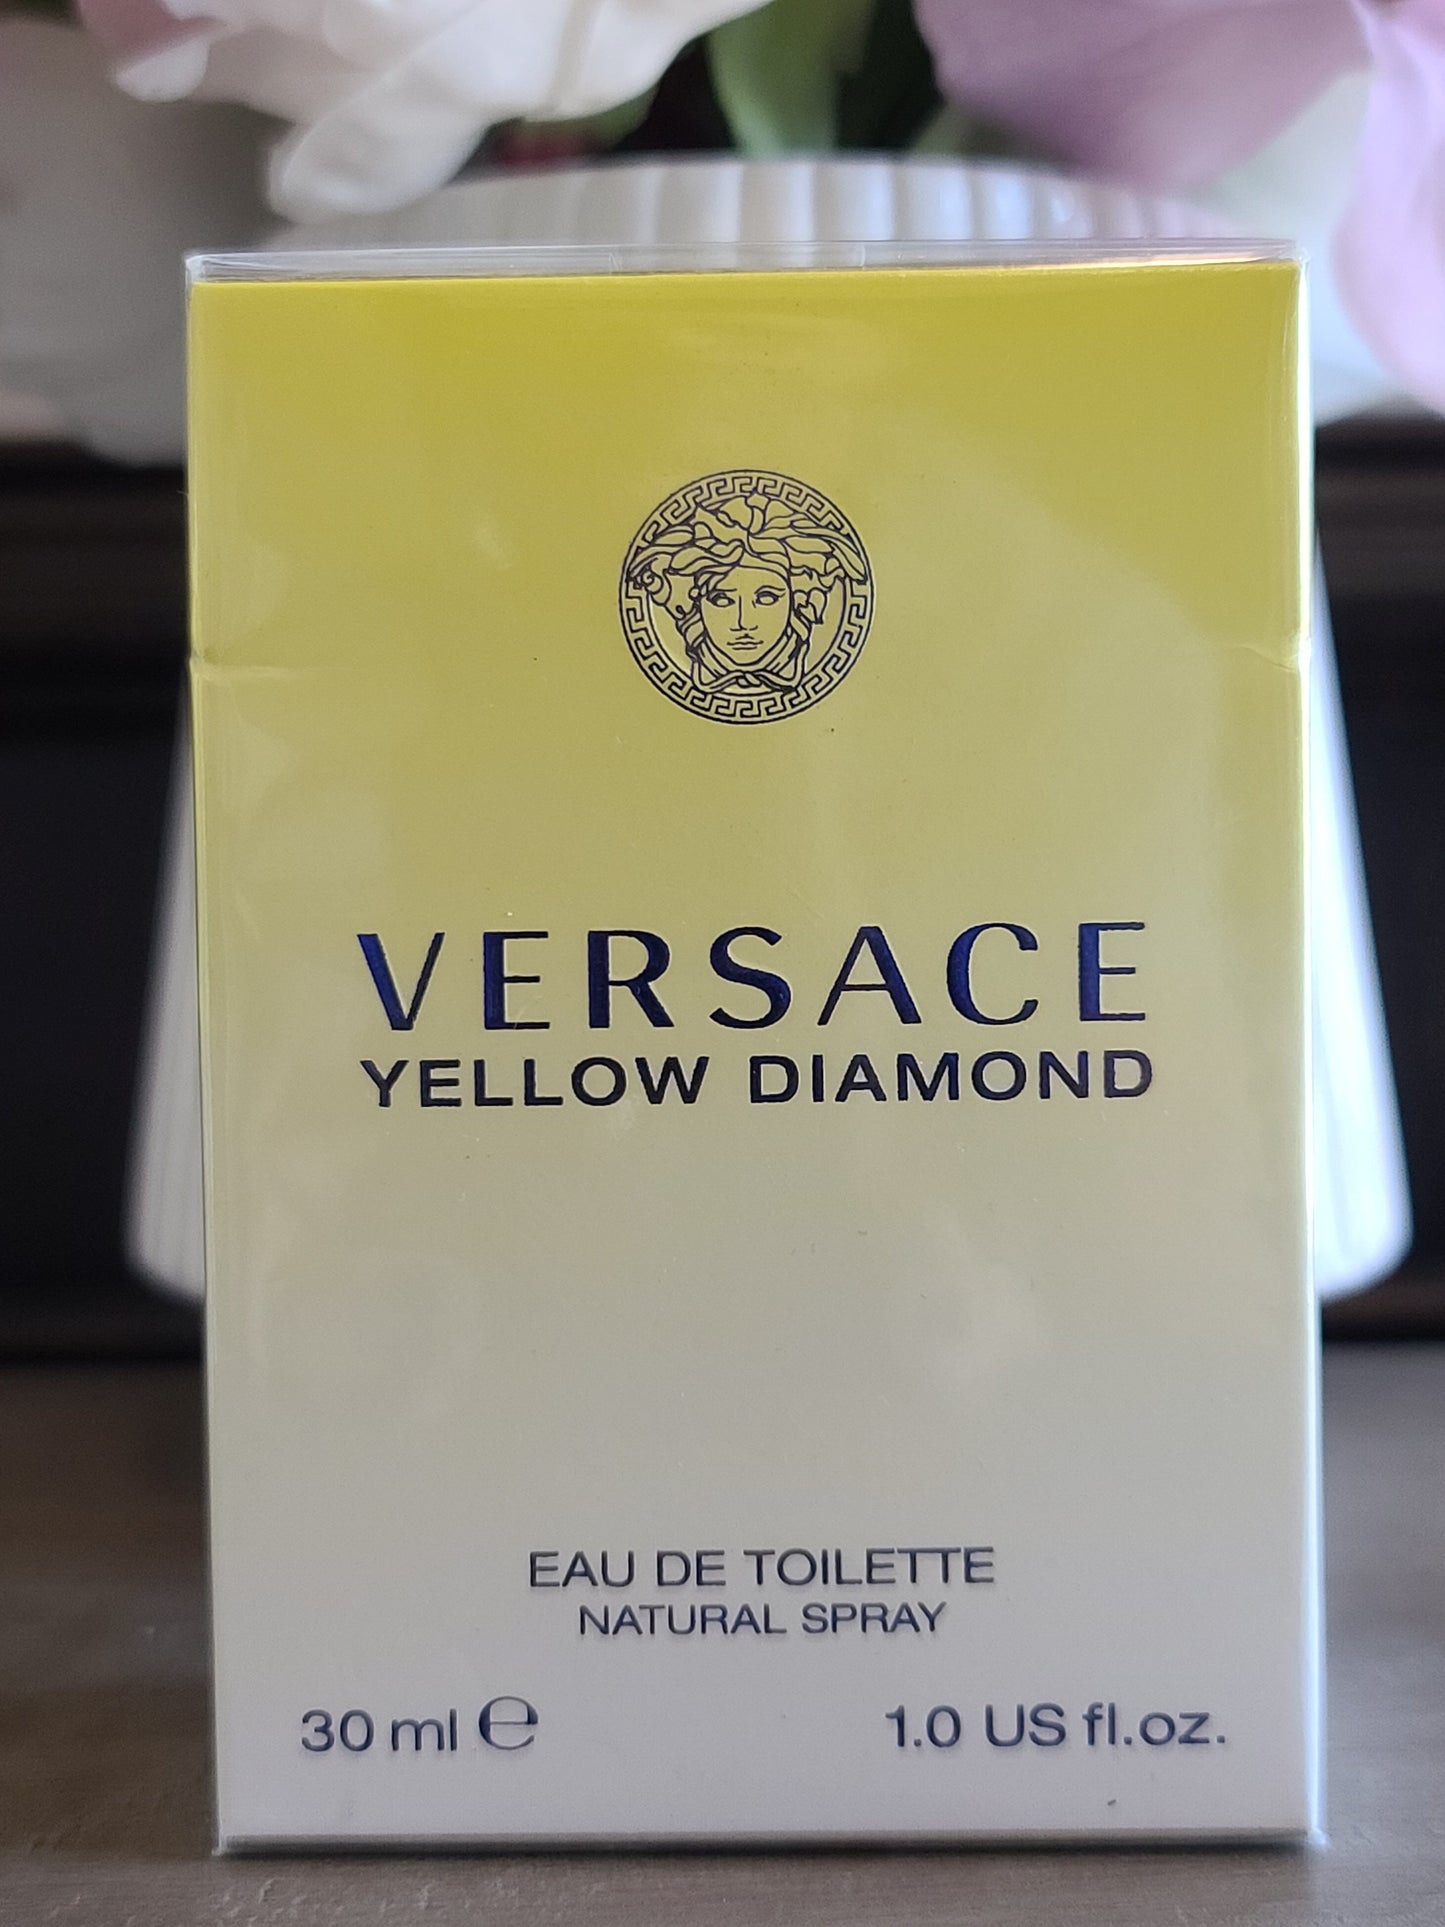 VERSACE
YELLOW DIAMOND
EAU DE TOILETTE
NATURAL SPRAY
30 ml ℮
1.0 US fl.oz.